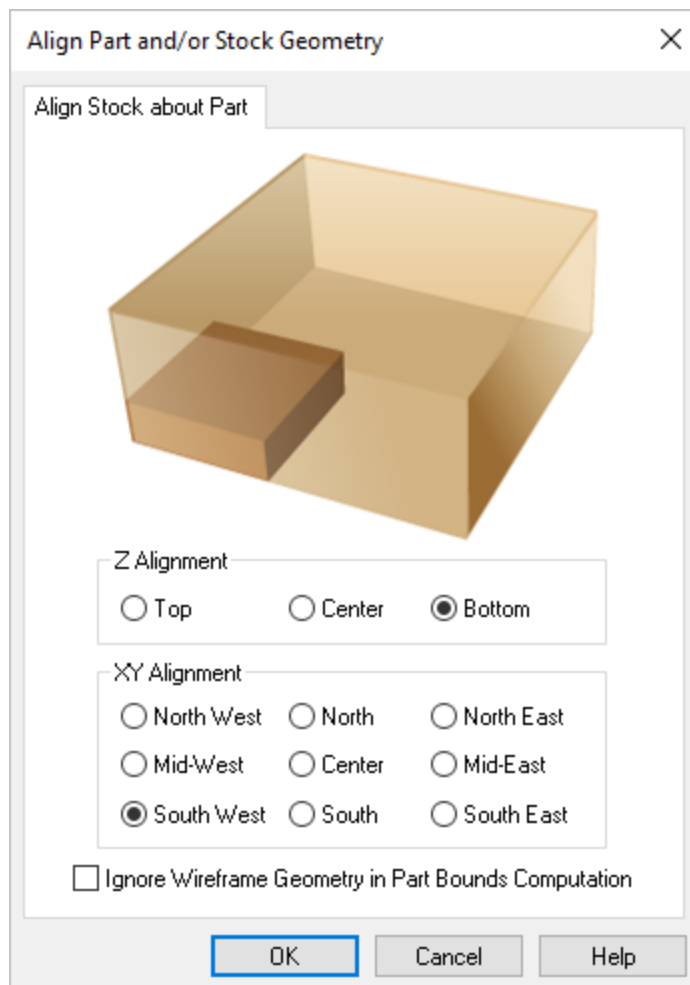 Align Part and/or Stock Geometry
Align Stock about Part
Z Alignment
Top Center Bottom
XY Alignment
North West North North East
Mid-West Center Mid-East
South West South South East
Ignore Wireframe Geometry in Part Bounds Computation
OK Cancel Help